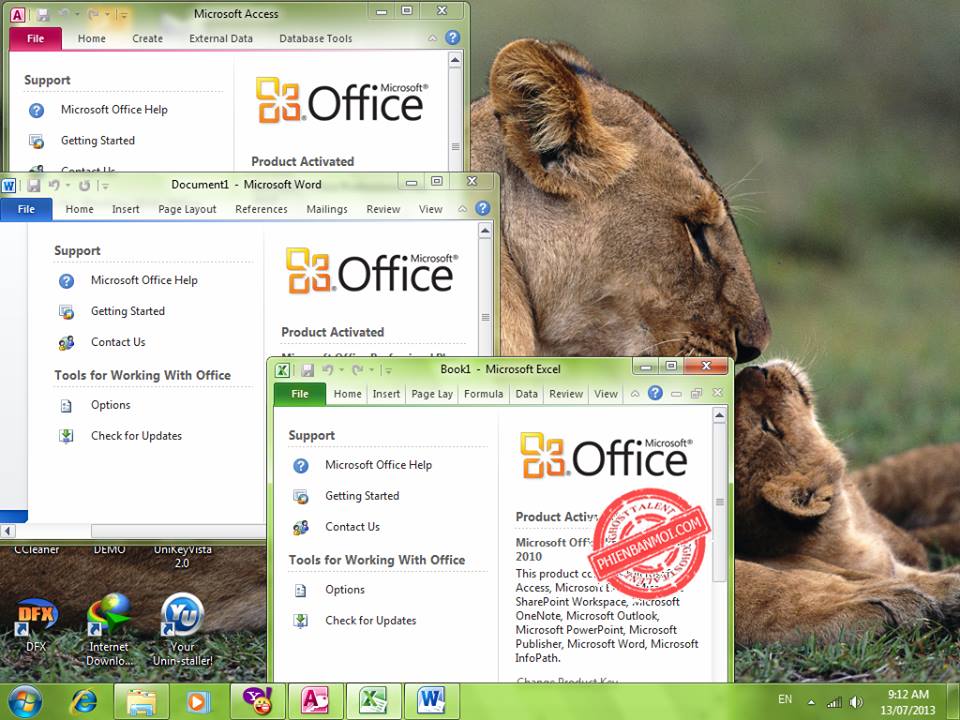 Microsoft Access
File Home Create External Data Database Tools
Support
Microsoft Office Help
Getting Started
Contact Us
Microsoft®
Office
Product Activated
Document1 - Microsoft Word
File Home Insert Page Layout References Mailings Review View
Support
Microsoft Office Help
Getting Started
Contact Us
Tools for Working With Office
Options
Check for Updates
Microsoft®
Office
Product Activated
Microsoft Office Professional Pl
Book1 - Microsoft Excel
File Home Insert Page Lay Formula Data Review View
Support
Microsoft Office Help
Getting Started
Contact Us
Tools for Working With Office
Options
Check for Updates
Microsoft®
Office
Product Activ
Microsoft Off
2010
This product co
Access, Microsoft E
SharePoint Workspace, Microsoft
OneNote, Microsoft Outlook,
Microsoft PowerPoint, Microsoft
Publisher, Microsoft Word, Microsoft
InfoPath.
Change Product Key
GHOSTTALENT
PHIENBANMOI.COM
CCleaner
DEMO
UniKeyVista
2.0
DFX
DFX
Internet
Downlo...
Yu
Your
Unin-staller!
EN
9:12 AM
13/07/2013